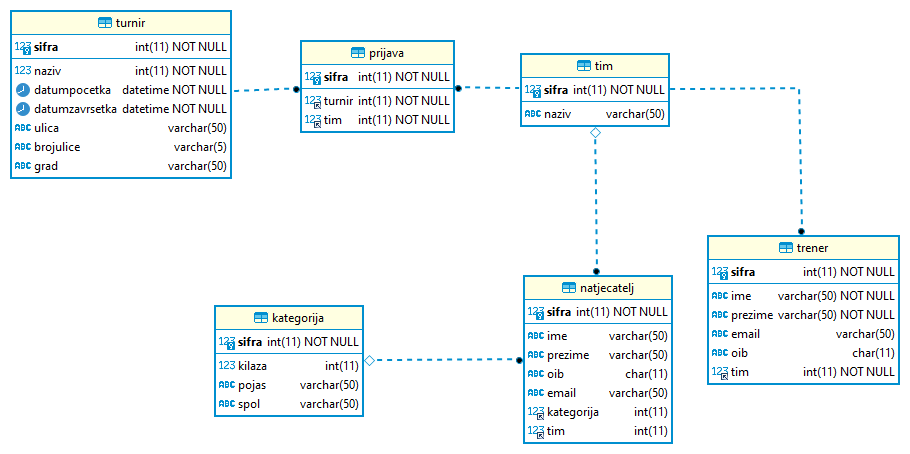 turnir
123 sifra int(11) NOT NULL
123 naziv int(11) NOT NULL
datumpocetka datetime NOT NULL
datumzavrsetka datetime NOT NULL
ABC ulica varchar(50)
ABC brojulice varchar(5)
ABC grad varchar(50)
prijava
123 sifra int(11) NOT NULL
123 turnir int(11) NOT NULL
123 tim int(11) NOT NULL
tim
123 sifra int(11) NOT NULL
ABC naziv varchar(50)
trener
123 sifra int(11) NOT NULL
ABC ime varchar(50) NOT NULL
ABC prezime varchar(50) NOT NULL
ABC email varchar(50)
ABC oib char(11)
123 tim int(11) NOT NULL
natjecatelj
123 sifra int(11) NOT NULL
ABC ime varchar(50)
ABC prezime varchar(50)
ABC oib char(11)
ABC email varchar(50)
123 kategorija int(11)
123 tim int(11)
kategorija
123 sifra int(11) NOT NULL
123 kilaza int(11)
ABC pojas varchar(50)
ABC spol varchar(50)